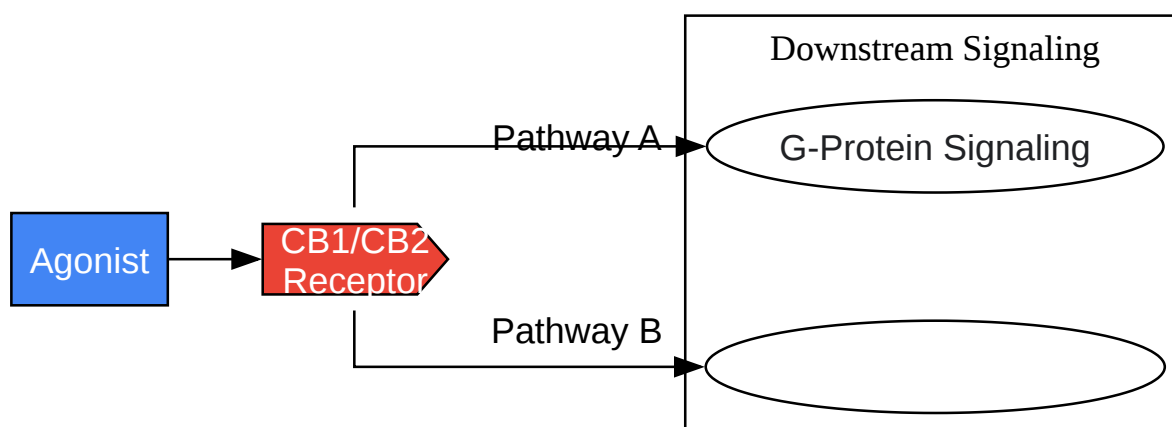 Downstream Signaling
Pathway A
G-Protein Signaling
Agonist
CB1/CB2
Receptor
Pathway B